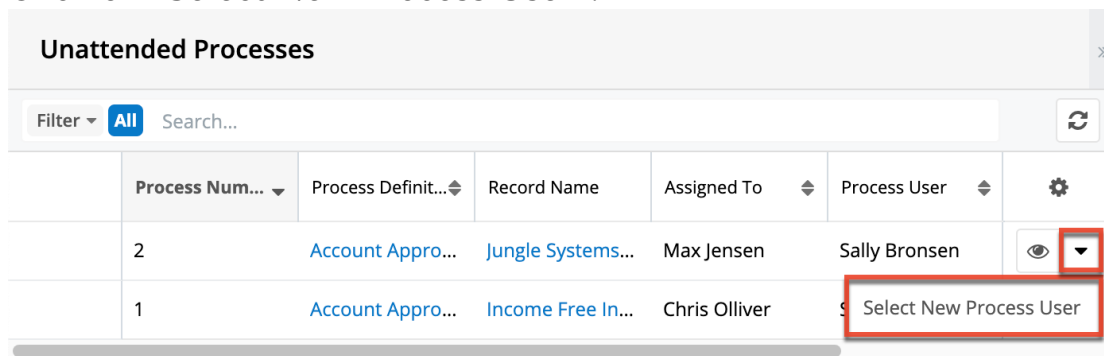 Unattended Processes
Filter All Search...
Process Num... Process Definit... Record Name Assigned To Process User
2 Account Appro... Jungle Systems... Max Jensen Sally Bronsen
1 Account Appro... Income Free In... Chris Olliver S
Select New Process User